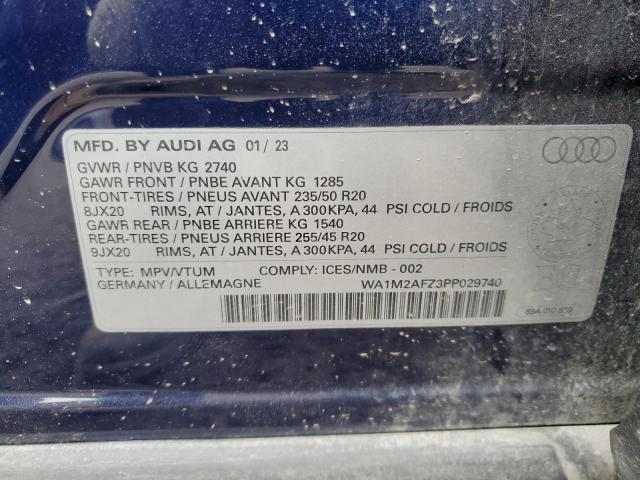 MFD. BY AUDI AG 01 / 23
GVWR / PNVB KG 2740
GAWR FRONT / PNBE AVANT KG 1285
FRONT-TIRES / PNEUS AVANT 235/50 R20
8JX20 RIMS, AT / JANTES, A 300KPA, 44 PSI COLD / FROIDS
GAWR REAR / PNBE ARRIERE KG 1540
REAR-TIRES / PNEUS ARRIERE 255/45 R20
9JX20 RIMS, AT / JANTES, A 300KPA, 44 PSI COLD / FROIDS
TYPE: MPV/VTUM COMPLY: ICES/NMB - 002
GERMANY / ALLEMAGNE WA1M2AFZ3PP029740